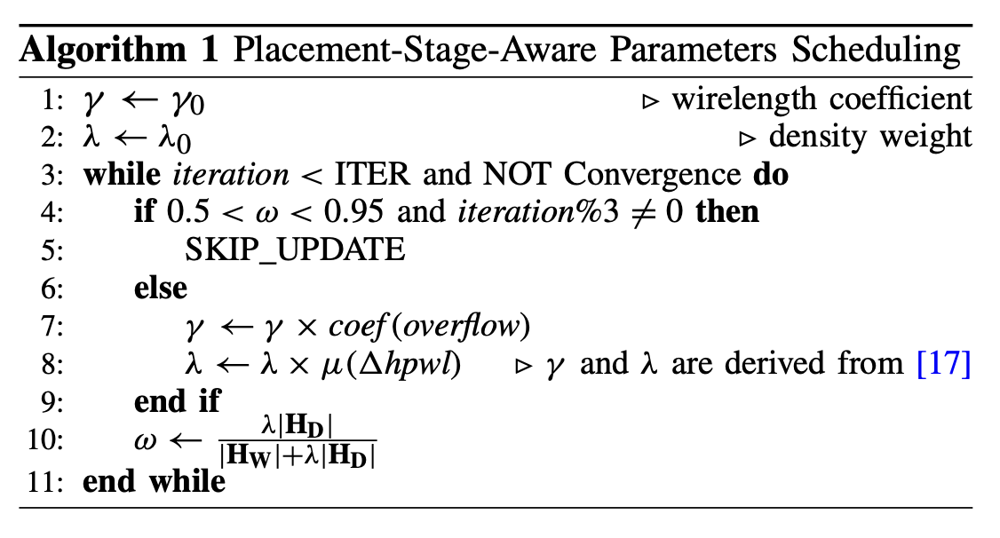 Algorithm 1 Placement-Stage-Aware Parameters Scheduling
1: γ ← γ₀ ▷ wirelength coefficient
2: λ ← λ₀ ▷ density weight
3: while iteration < ITER and NOT Convergence do
4: if 0.5 < ω < 0.95 and iteration%3 ≠ 0 then
5: SKIP_UPDATE
6: else
7: γ ← γ × coef(overflow)
8: λ ← λ × μ(Δhpwl) ▷ γ and λ are derived from [17]
9: end if
10: ω ← λ|H_D| / |H_W|+λ|H_D|
11: end while